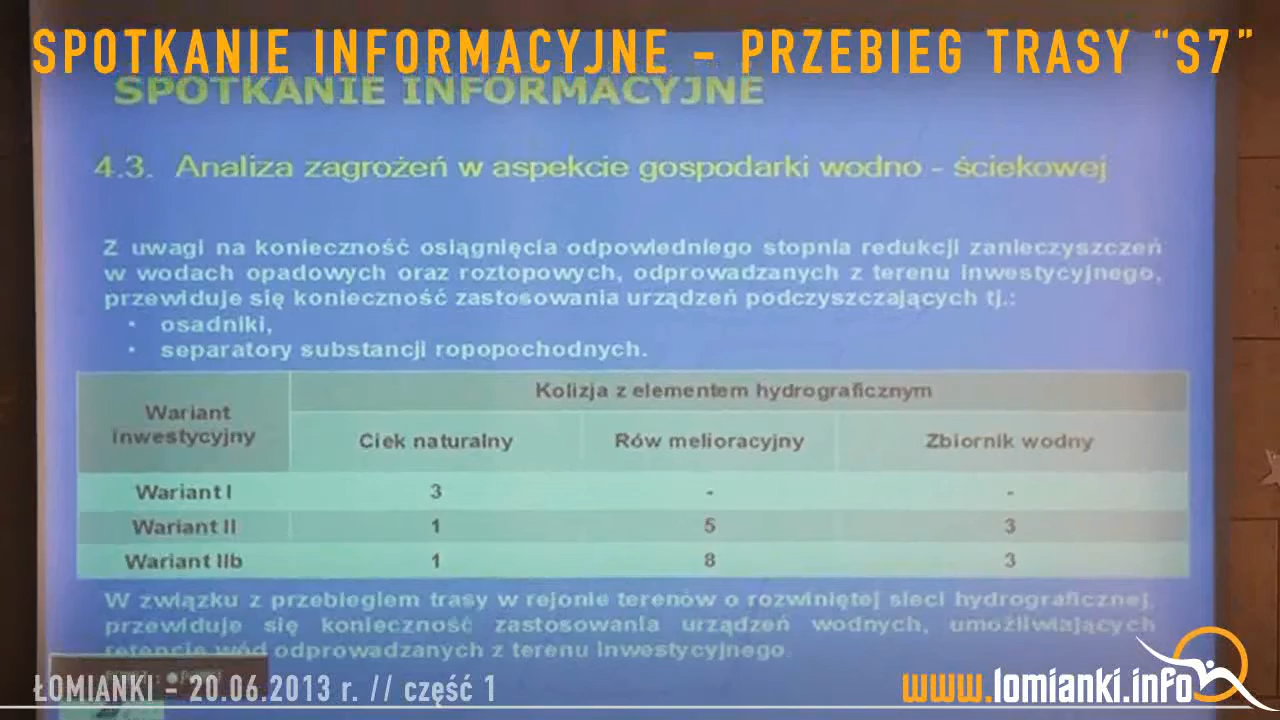 SPOTKANIE INFORMACYJNE - PRZEBIEG TRASY “S7”
SPOTKANIE INFORMACYJNE
4.3. Analiza zagrożeń w aspekcie gospodarki wodno - ściekowej
Z uwagi na konieczność osiągnięcia odpowiedniego stopnia redukcji zanieczyszczeń
w wodach opadowych oraz roztopowych, odprowadzanych z terenu inwestycyjnego,
przewiduje się konieczność zastosowania urządzeń podczyszczających tj.:
• osadniki,
• separatory substancji ropopochodnych.
Wariant inwestycyjny
Kolizja z elementem hydrograficznym
Ciek naturalny Rów melioracyjny Zbiornik wodny
Wariant I 3 - -
Wariant II 1 5 3
Wariant IIb 1 8 3
W związku z przebiegiem trasy w rejonie terenów o rozwiniętej sieci hydrograficznej,
przewiduje się konieczność zastosowania urządzeń wodnych, umożliwiających
retencję wód odprowadzanych z terenu inwestycyjnego.
ŁOMIANKI - 20.06.2013 r. // część 1
www.lomianki.info